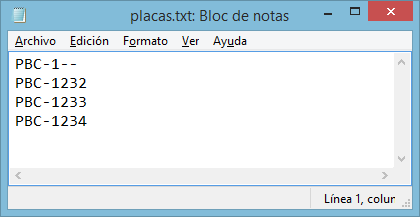 placas.txt: Bloc de notas
Archivo Edición Formato Ver Ayuda
PBC-1--
PBC-1232
PBC-1233
PBC-1234
Línea 1, colur